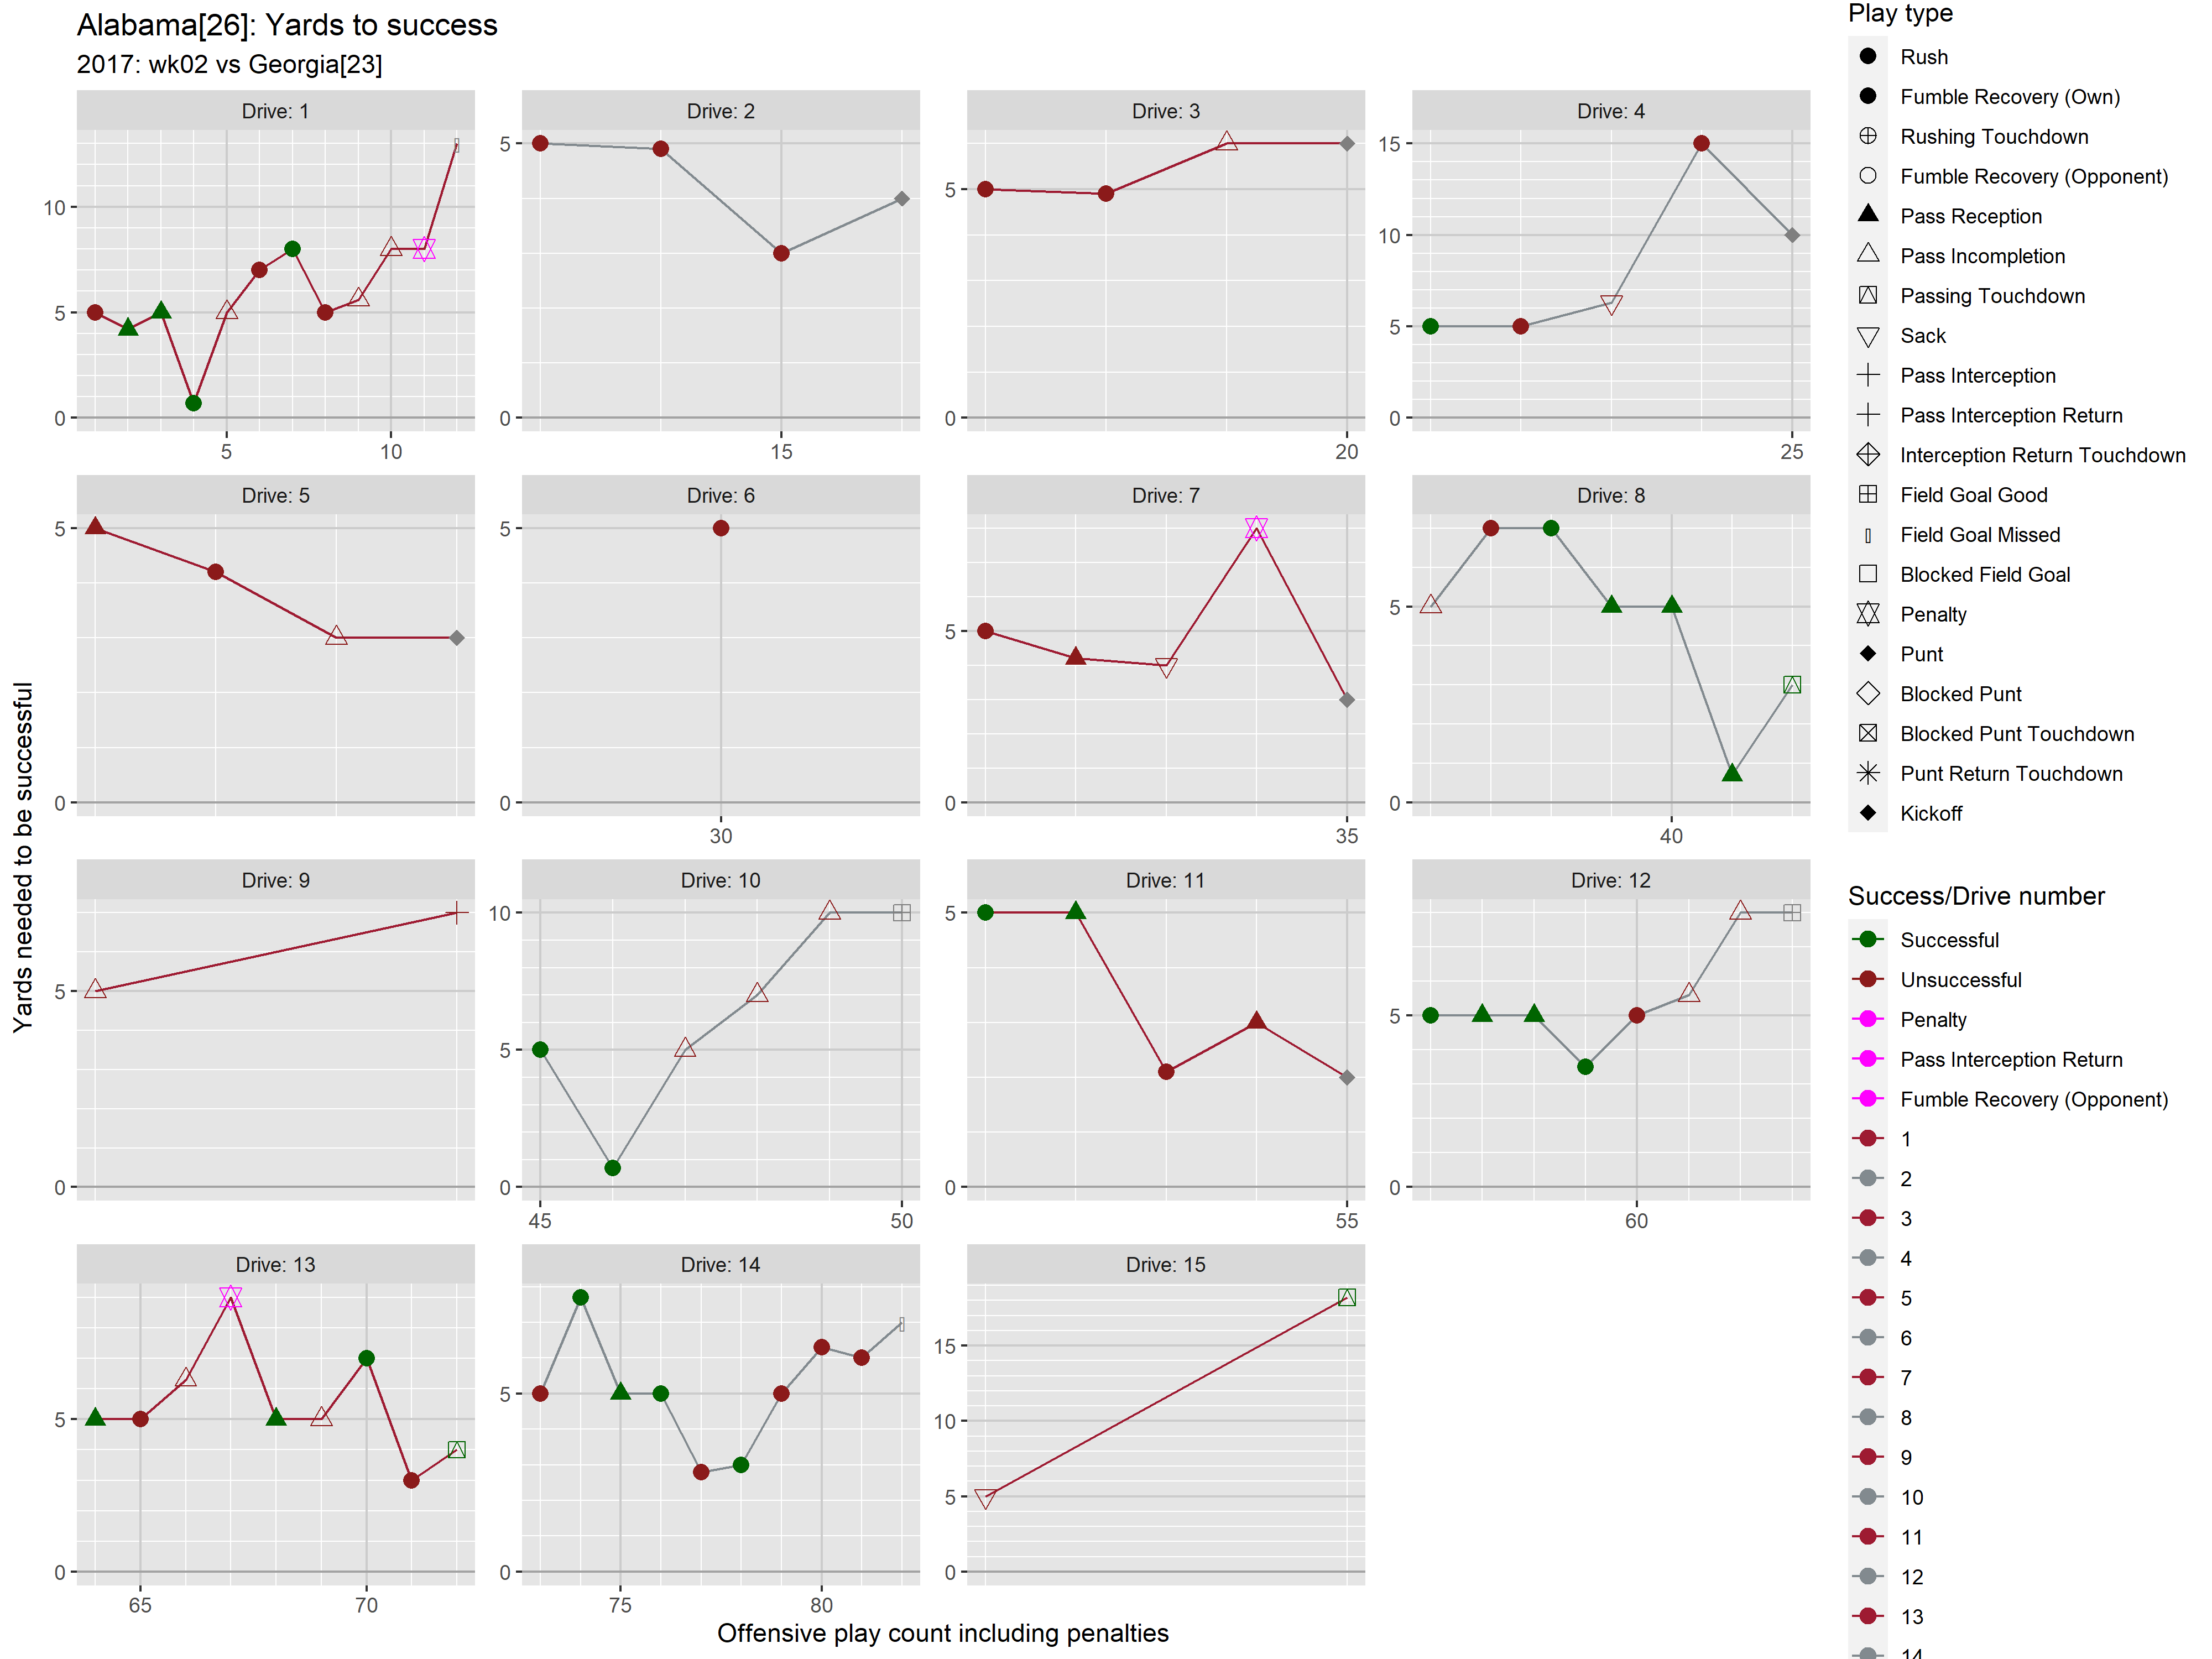 Alabama[26]: Yards to success
2017: wk02 vs Georgia[23]
Drive: 1
Drive: 2
Drive: 3
Drive: 4
10
5
0
5
10
5
0
15
5
0
20
15
10
5
0
25
Drive: 5
Drive: 6
Drive: 7
Drive: 8
5
0
5
0
30
5
0
35
5
0
40
Drive: 9
Drive: 10
Drive: 11
Drive: 12
5
0
10
5
0
45
50
5
0
55
5
0
60
Drive: 13
Drive: 14
Drive: 15
5
0
65
70
5
0
75
80
15
10
5
0
Yards needed to be successful
Offensive play count including penalties
Play type
Rush
Fumble Recovery (Own)
Rushing Touchdown
Fumble Recovery (Opponent)
Pass Reception
Pass Incompletion
Passing Touchdown
Sack
Pass Interception
Pass Interception Return
Interception Return Touchdown
Field Goal Good
Field Goal Missed
Blocked Field Goal
Penalty
Punt
Blocked Punt
Blocked Punt Touchdown
Punt Return Touchdown
Kickoff
Success/Drive number
Successful
Unsuccessful
Penalty
Pass Interception Return
Fumble Recovery (Opponent)
1
2
3
4
5
6
7
8
9
10
11
12
13
14